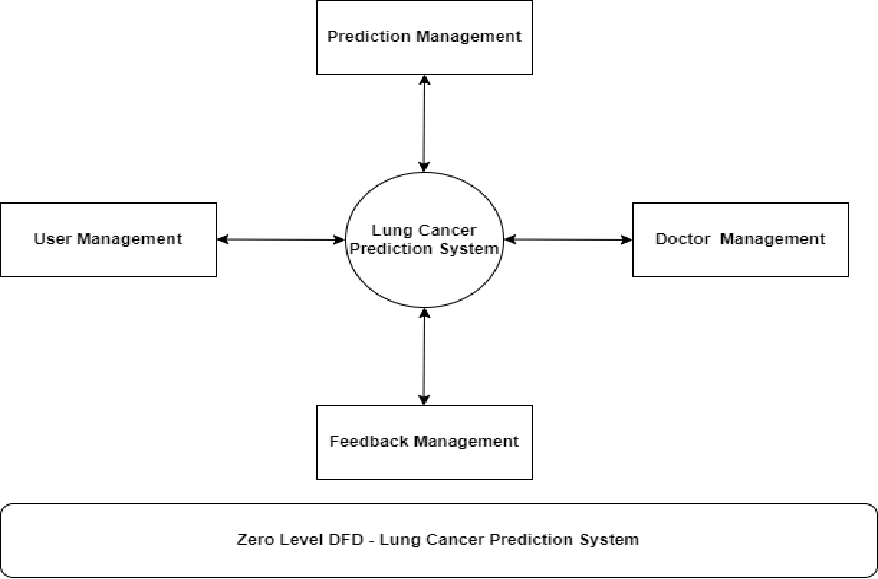 Prediction Management
User Management
Lung Cancer
Prediction System
Doctor Management
Feedback Management
Zero Level DFD - Lung Cancer Prediction System